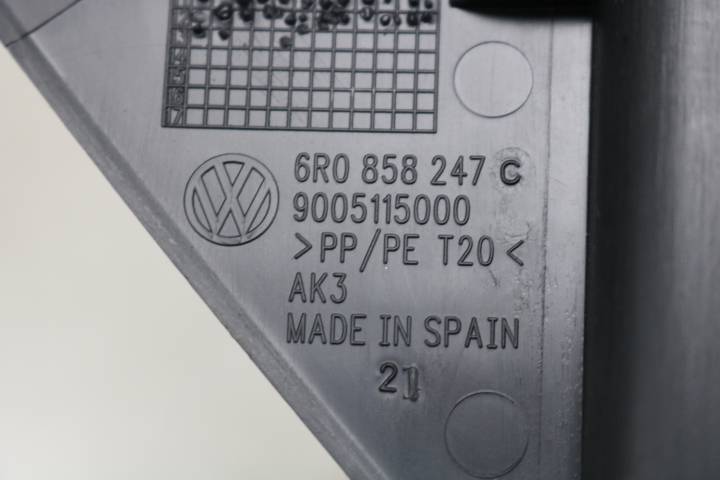 6R0 858 247 C
9005115000
>PP/PE T20<
AK3
MADE IN SPAIN
21